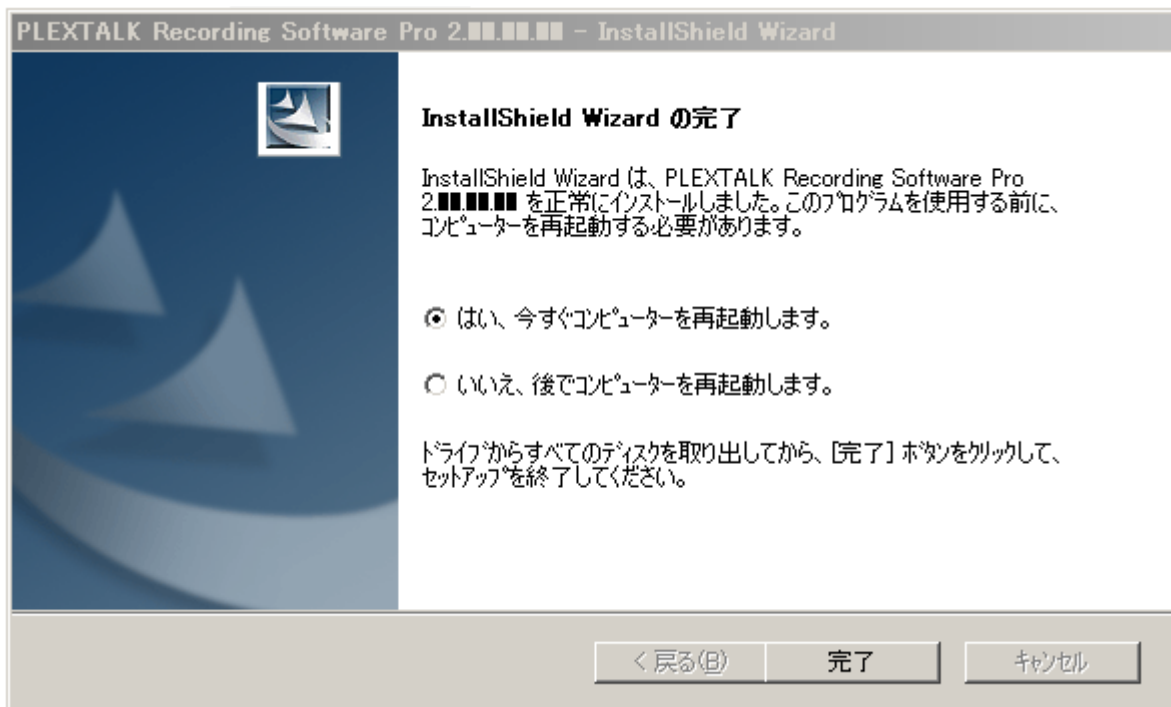 PLEXTALK Recording Software Pro 2.■■.■■.■■ - InstallShield Wizard
InstallShield Wizard の完了
InstallShield Wizard は、PLEXTALK Recording Software Pro
2.■■.■■.■■ を正常にインストールしました。このプログラムを使用する前に、
コンピューターを再起動する必要があります。
はい、今すぐコンピューターを再起動します。
いいえ、後でコンピューターを再起動します。
ドライブからすべてのディスクを取り出してから、[完了] ボタンをクリックして、
セットアップを終了してください。
< 戻る(B)
完了
キャンセル